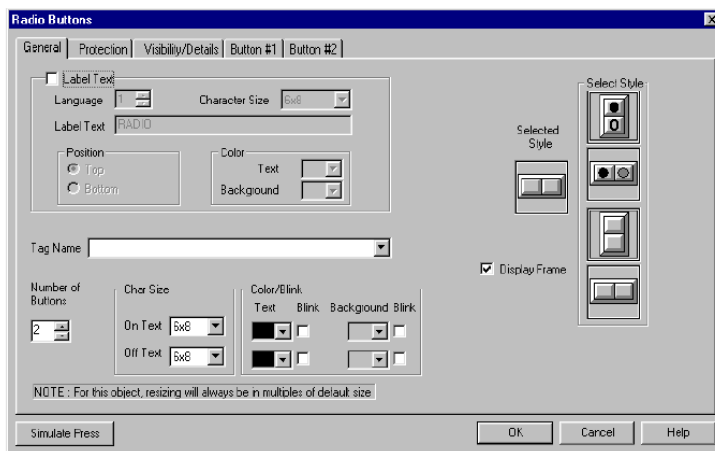 Radio Buttons
General Protection Visibility/Details Button #1 Button #2
Label Text
Language 1 Character Size 6x8
Label Text RADIO
Position
Top
Bottom
Color
Text
Background
Selected Style
Select Style
Tag Name
Display Frame
Number of Buttons
2
Char Size
On Text 6x8
Off Text 6x8
Color/Blink
Text Blink Background Blink
NOTE : For this object, resizing will always be in multiples of default size
Simulate Press OK Cancel Help